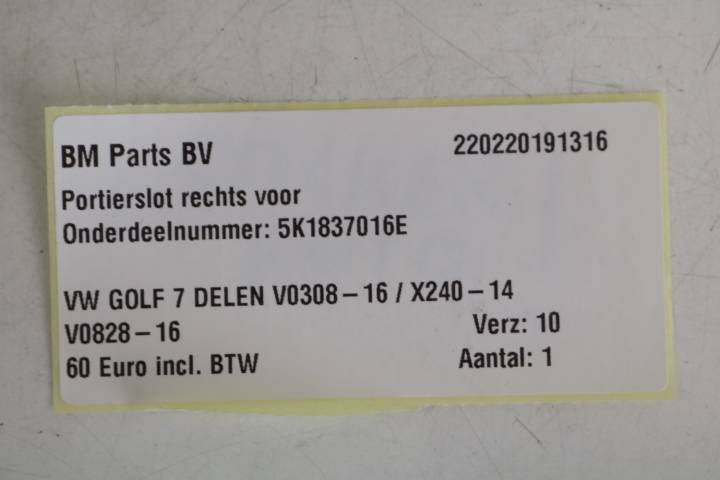 BM Parts BV 220220191316
Portierslot rechts voor
Onderdeelnummer: 5K1837016E
VW GOLF 7 DELEN V0308-16 / X240-14
V0828-16 Verz: 10
60 Euro incl. BTW Aantal: 1